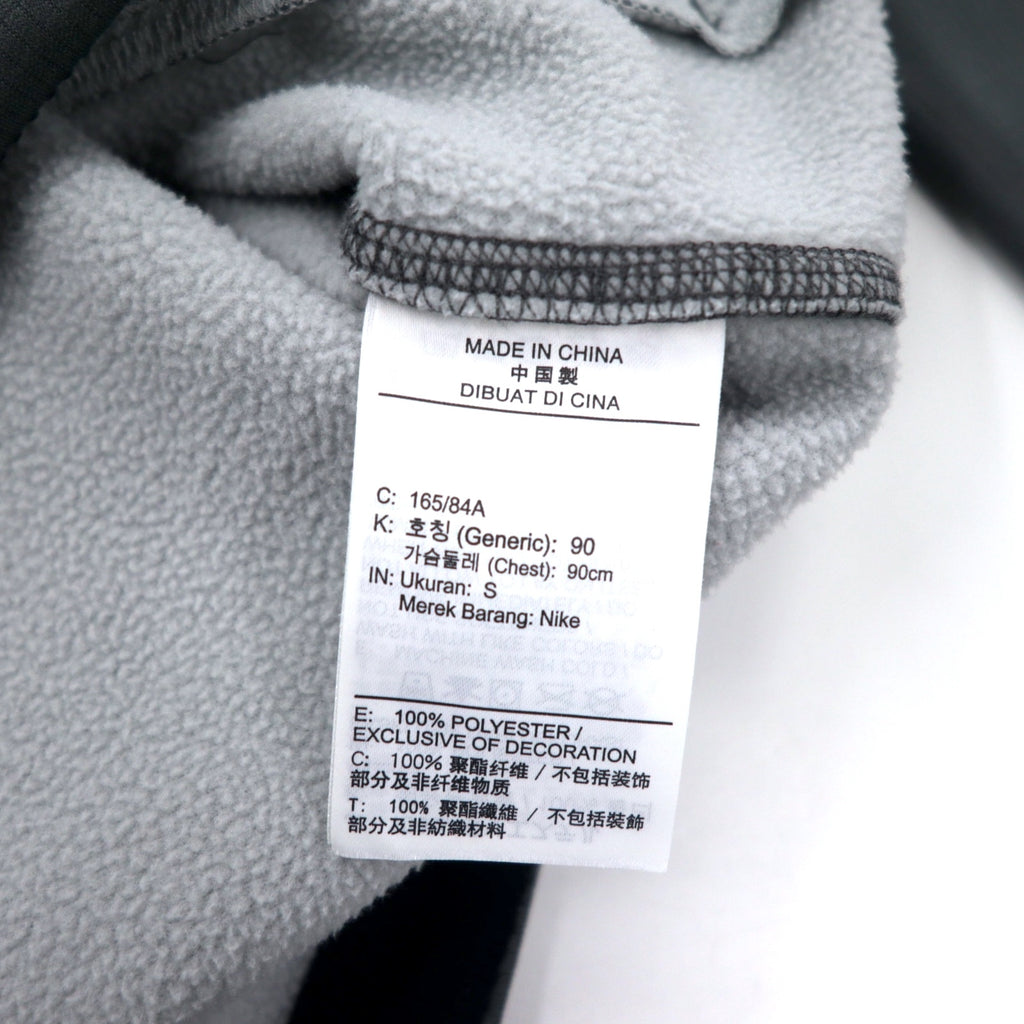 MADE IN CHINA
中国製
DIBUAT DI CINA
C: 165/84A
K: 호칭 (Generic): 90
가슴둘레 (Chest): 90cm
IN: Ukuran: S
Merek Barang: Nike
E: 100% POLYESTER /
EXCLUSIVE OF DECORATION
C: 100% 聚酯纤维 / 不包括装饰
部分及非纤维物质
T: 100% 聚酯纖維 / 不包括裝飾
部分及非紡織材料